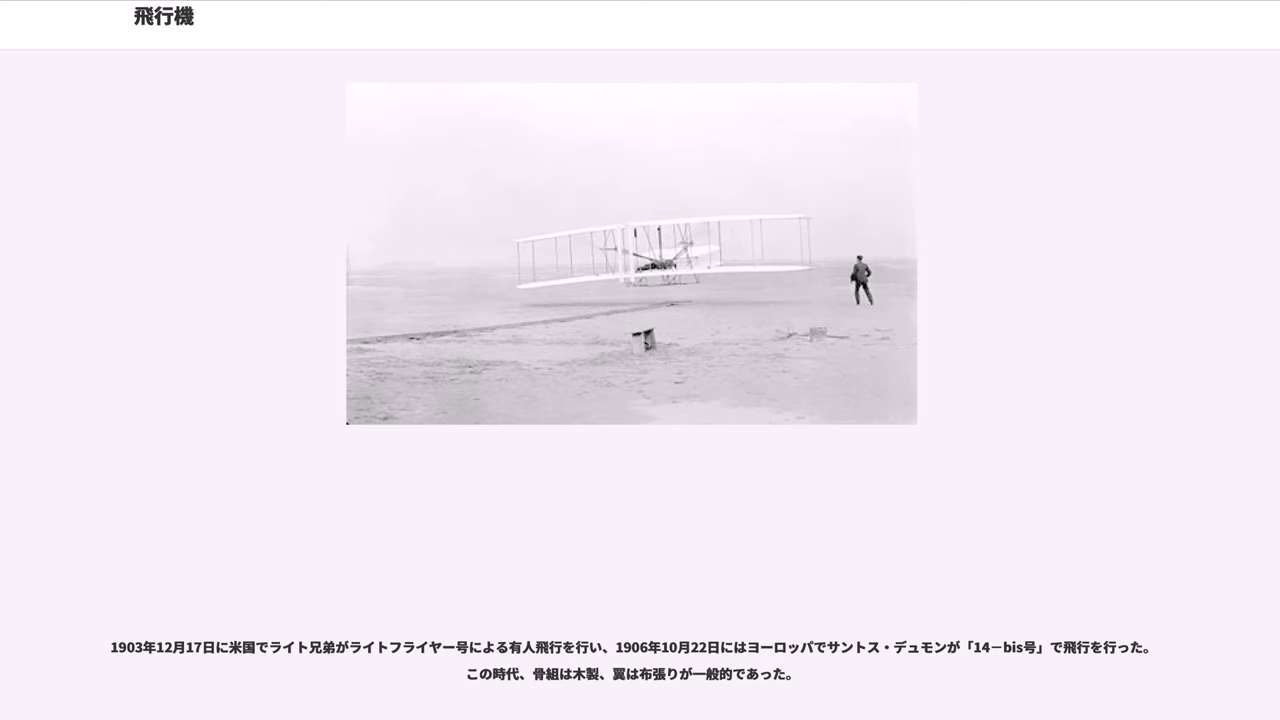 飛行機
1903年12月17日に米国でライト兄弟がライトフライヤー号による有人飛行を行い、1906年10月22日にはヨーロッパでサントス・デュモンが「14－bis号」で飛行を行った。
この時代、骨組は木製、翼は布張りが一般的であった。